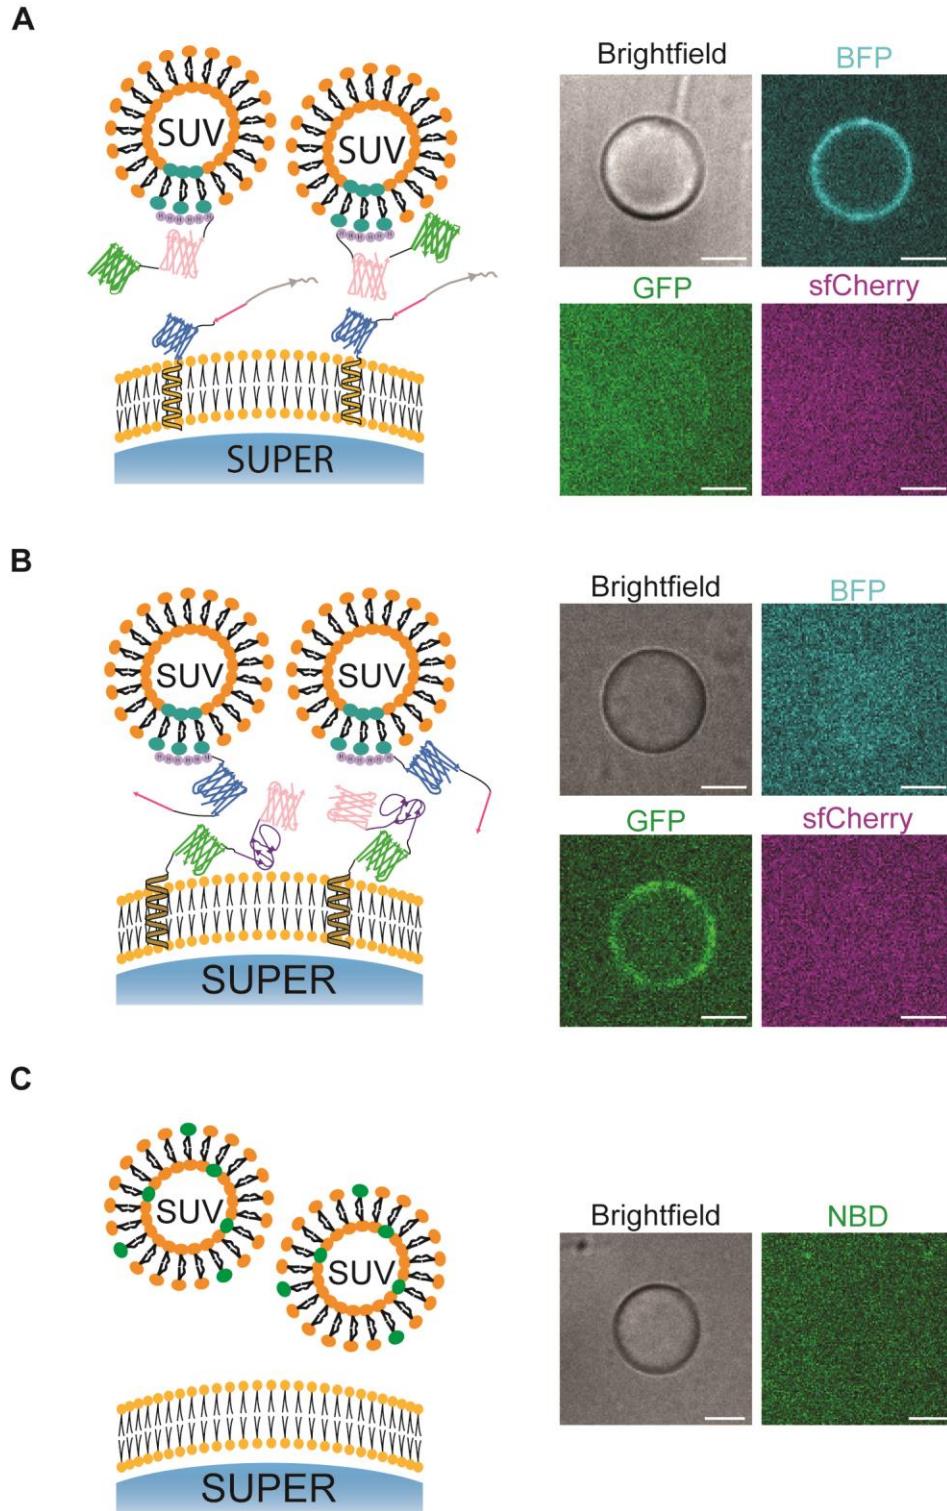 A
SUV
SUV
SUPER
Brightfield
BFP
GFP
sfCherry
B
SUV
SUV
SUPER
Brightfield
BFP
GFP
sfCherry
C
SUV
SUV
SUPER
Brightfield
NBD